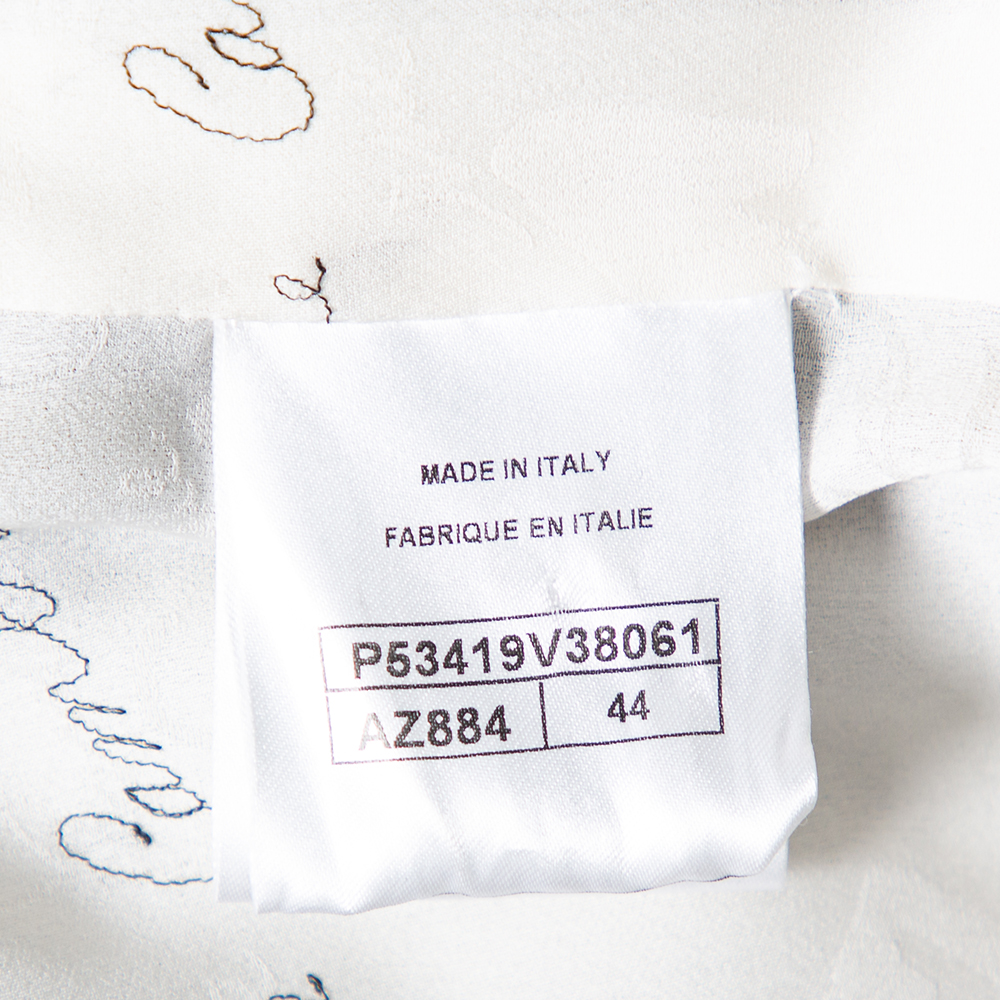 MADE IN ITALY
FABRIQUE EN ITALIE
P53419V38061
AZ884 44